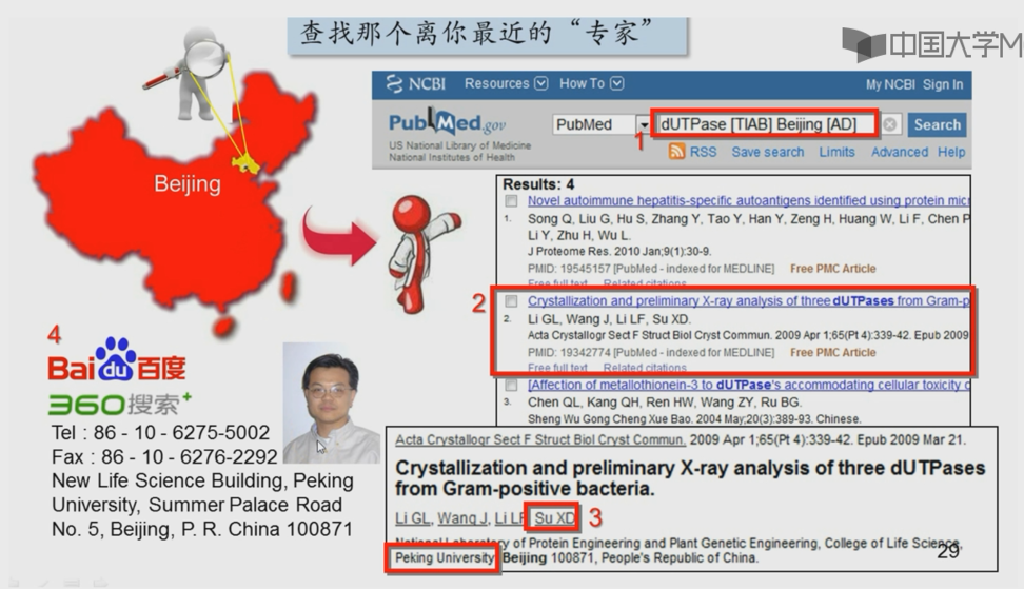 查找那个离你最近的“专家”
中国大学M
NCBI Resources How To My NCBI Sign In
PubMed.gov
US National Library of Medicine
National Institutes of Health
PubMed
1
dUTPase [TIAB] Beijing [AD]
Search
RSS Save search Limits Advanced Help
Beijing
Results: 4
Novel autoimmune hepatitis-specific autoantigens identified using protein mic
1.
Song Q, Liu G, Hu S, Zhang Y, Tao Y, Han Y, Zeng H, Huang W, Li F, Chen P
Li Y, Zhu H, Wu L.
J Proteome Res. 2010 Jan;9(1):30-9.
PMID: 19545157 [PubMed - indexed for MEDLINE] Free PMC Article
Free full text Related citations
2
Crystallization and preliminary X-ray analysis of three dUTPases from Gram-p
2.
Li GL, Wang J, Li LF, Su XD.
Acta Crystallogr Sect F Struct Biol Cryst Commun. 2009 Apr 1;65(Pt 4):339-42. Epub 2009
PMID: 19342774 [PubMed - indexed for MEDLINE] Free PMC Article
Free full text Related citations
[Affection of metallothionein-3 to dUTPase's accommodating cellular toxicity o
3.
Chen QL, Kang QH, Ren HW, Wang ZY, Ru BG.
Sheng Wu Gong Cheng Xue Bao. 2004 May;20(3):389-93. Chinese.
Acta Crystallogr Sect F Struct Biol Cryst Commun. 2009 Apr 1;65(Pt 4):339-42. Epub 2009 Mar 21.
Crystallization and preliminary X-ray analysis of three dUTPases
from Gram-positive bacteria.
Li GL, Wang J, Li LF, Su XD
3
National Laboratory of Protein Engineering and Plant Genetic Engineering, College of Life Science,
Peking University, Beijing 100871, People's Republic of China.
4
Baidu百度
360搜索+
Tel : 86 - 10 - 6275-5002
Fax : 86 - 10 - 6276-2292
New Life Science Building, Peking
University, Summer Palace Road
No. 5, Beijing, P. R. China 100871
29